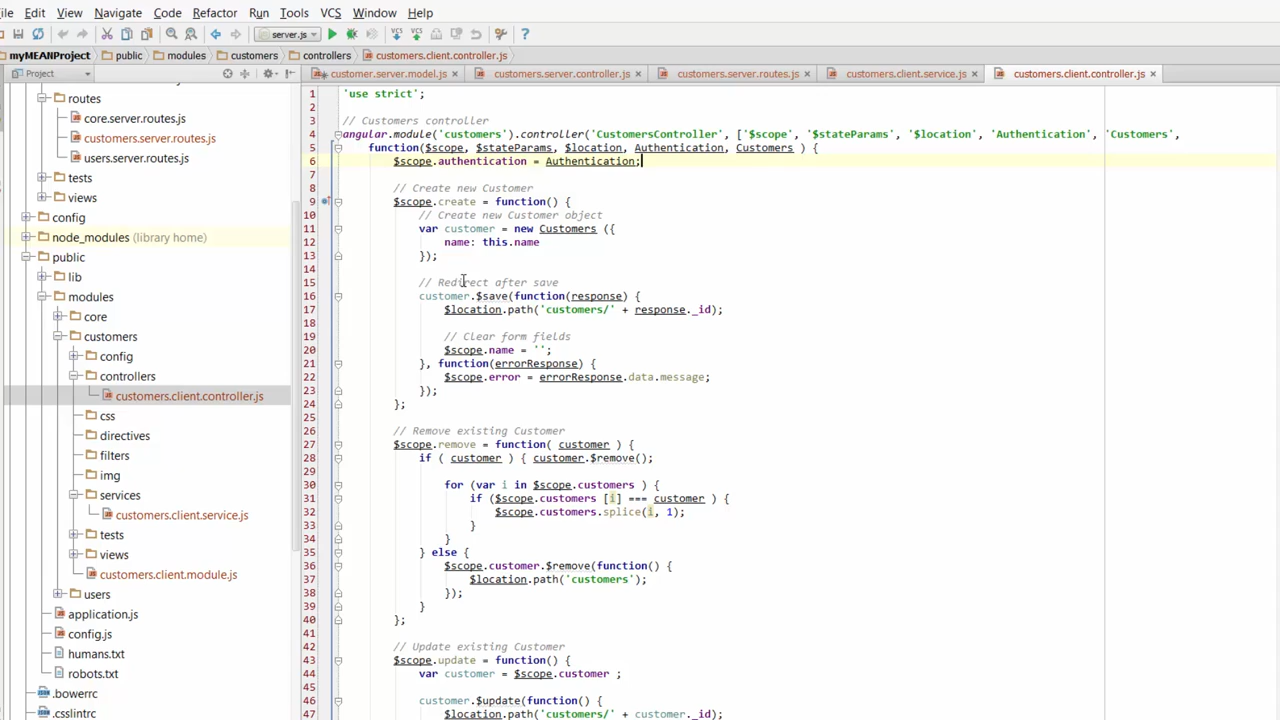 ile Edit View Navigate Code Refactor Run Tools VCS Window Help
server.js
VCS VCS ?
myMEANProject public modules customers controllers customers.client.controller.js
Project
customer.server.model.js × customers.server.controller.js × customers.server.routes.js × customers.client.service.js × customers.client.controller.js ×
routes
core.server.routes.js
customers.server.routes.js
users.server.routes.js
tests
views
config
node_modules (library home)
public
lib
modules
core
customers
config
controllers
customers.client.controller.js
css
directives
filters
img
services
customers.client.service.js
tests
views
customers.client.module.js
users
application.js
config.js
humans.txt
robots.txt
.bowerrc
.csslintrc
1 'use strict';
2
3 // Customers controller
4 angular.module('customers').controller('CustomersController', ['$scope', '$stateParams', '$location', 'Authentication', 'Customers',
5 function($scope, $stateParams, $location, Authentication, Customers ) {
6 $scope.authentication = Authentication;
7
8 // Create new Customer
9 $scope.create = function() {
10 // Create new Customer object
11 var customer = new Customers ({
12 name: this.name
13 });
14
15 // Redirect after save
16 customer.$save(function(response) {
17 $location.path('customers/' + response._id);
18
19 // Clear form fields
20 $scope.name = '';
21 }, function(errorResponse) {
22 $scope.error = errorResponse.data.message;
23 });
24 };
25
26 // Remove existing Customer
27 $scope.remove = function( customer ) {
28 if ( customer ) { customer.$remove();
29
30 for (var i in $scope.customers ) {
31 if ($scope.customers [i] === customer ) {
32 $scope.customers.splice(i, 1);
33 }
34 }
35 } else {
36 $scope.customer.$remove(function() {
37 $location.path('customers');
38 });
39 }
40 };
41
42 // Update existing Customer
43 $scope.update = function() {
44 var customer = $scope.customer ;
45
46 customer.$update(function() {
47 $location.path('customers/' + customer._id);